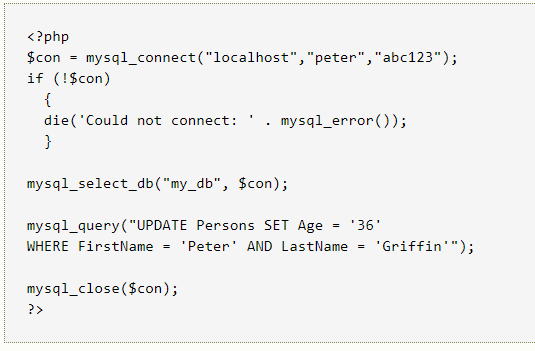 <?php
$con = mysql_connect("localhost","peter","abc123");
if (!$con)
  {
  die('Could not connect: ' . mysql_error());
  }

mysql_select_db("my_db", $con);

mysql_query("UPDATE Persons SET Age = '36'
WHERE FirstName = 'Peter' AND LastName = 'Griffin'");

mysql_close($con);
?>